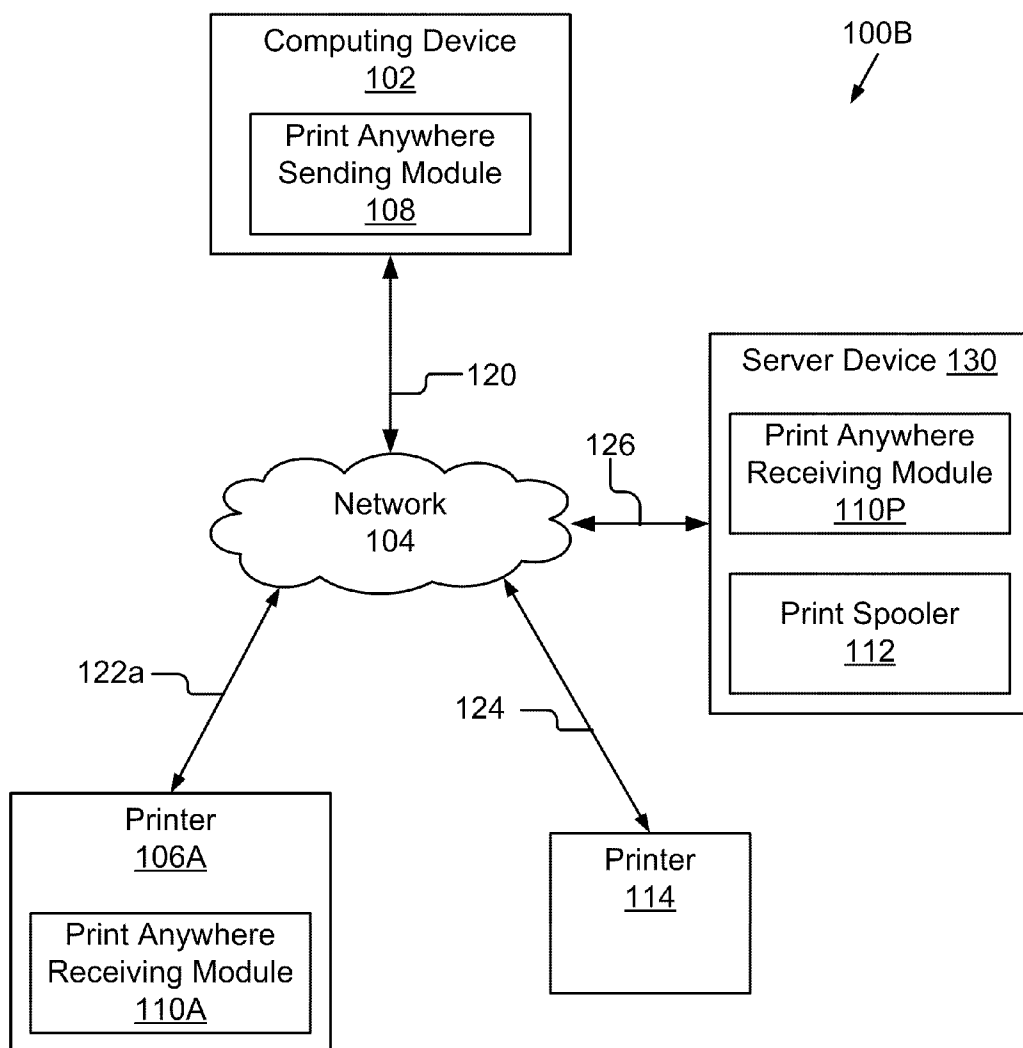 Computing Device
102
Print Anywhere
Sending Module
108
100B
120
Server Device 130
Print Anywhere
Receiving Module
110P
Print Spooler
112
126
Network
104
122a
124
Printer
106A
Print Anywhere
Receiving Module
110A
Printer
114